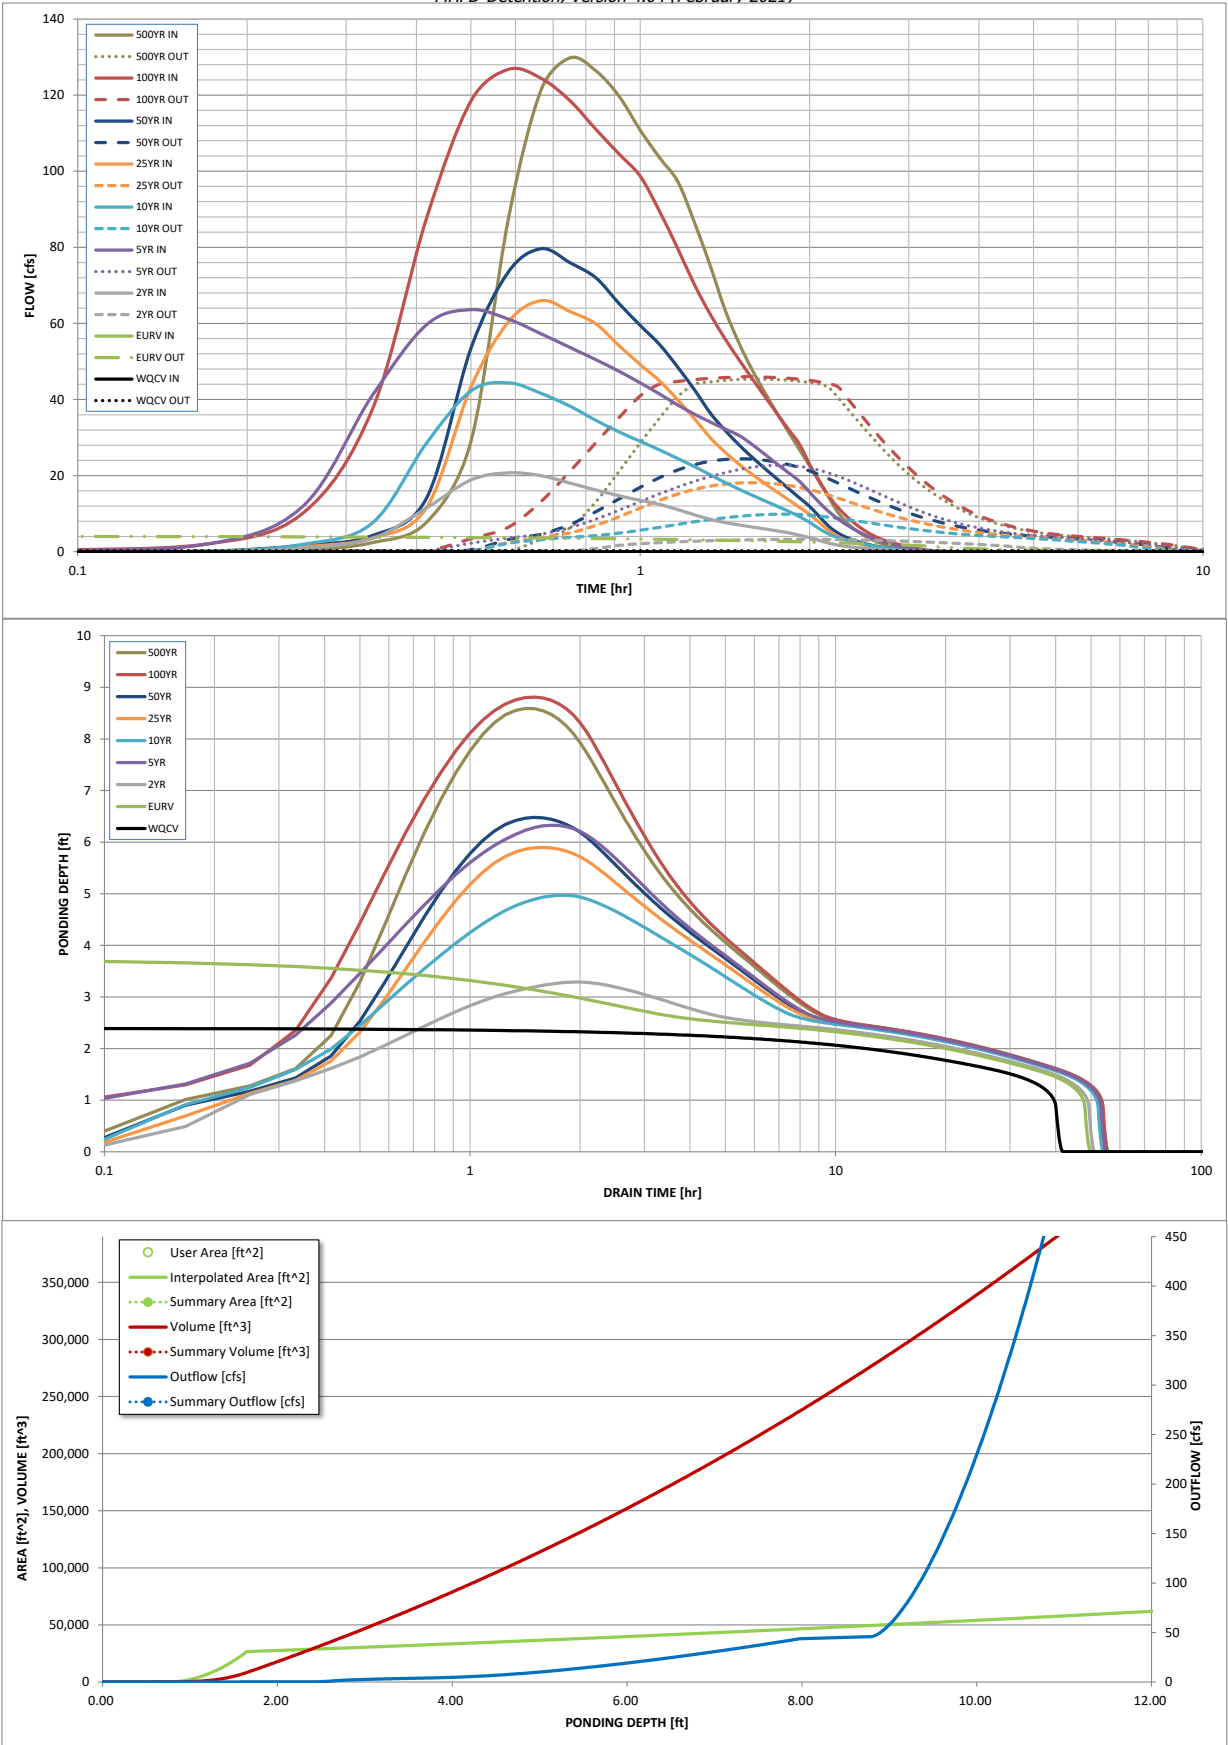 MHFD-Detention, Version 4.04 (February 2021)
140
120
100
80
60
40
20
0
FLOW [cfs]
500YR IN
500YR OUT
100YR IN
100YR OUT
50YR IN
50YR OUT
25YR IN
25YR OUT
10YR IN
10YR OUT
5YR IN
5YR OUT
2YR IN
2YR OUT
EURV IN
EURV OUT
WQCV IN
WQCV OUT
0.1
1
10
TIME [hr]
10
9
8
7
6
5
4
3
2
1
0
PONDING DEPTH [ft]
500YR
100YR
50YR
25YR
10YR
5YR
2YR
EURV
WQCV
0.1
1
10
100
DRAIN TIME [hr]
User Area [ft^2]
Interpolated Area [ft^2]
Summary Area [ft^2]
Volume [ft^3]
Summary Volume [ft^3]
Outflow [cfs]
Summary Outflow [cfs]
350,000
300,000
250,000
200,000
150,000
100,000
50,000
0
AREA [ft^2], VOLUME [ft^3]
450
400
350
300
250
200
150
100
50
0
OUTFLOW [cfs]
0.00
2.00
4.00
6.00
8.00
10.00
12.00
PONDING DEPTH [ft]